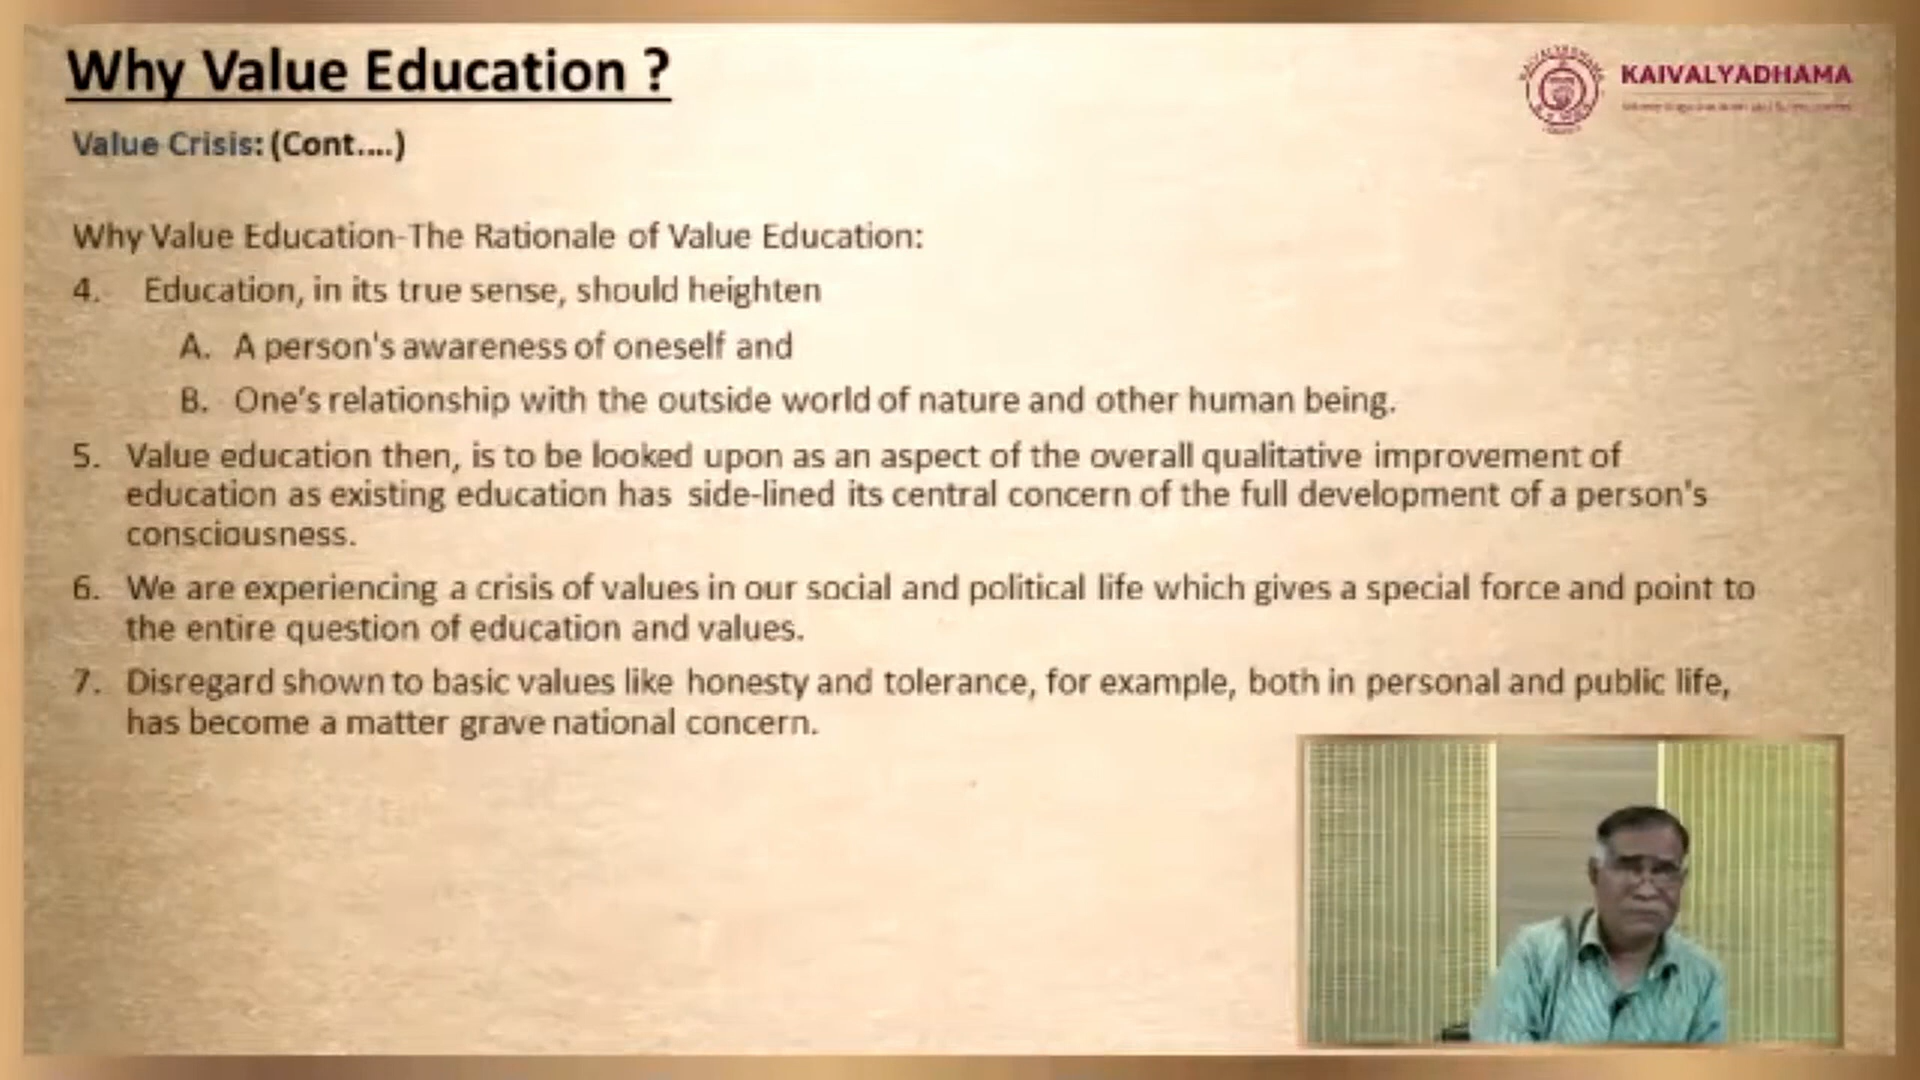 Why Value Education ?
KAIVALYADHAMA
Value Crisis: (Cont....)
Why Value Education-The Rationale of Value Education:
4. Education, in its true sense, should heighten
A. A person's awareness of oneself and
B. One's relationship with the outside world of nature and other human being.
5. Value education then, is to be looked upon as an aspect of the overall qualitative improvement of
education as existing education has side-lined its central concern of the full development of a person's
consciousness.
6. We are experiencing a crisis of values in our social and political life which gives a special force and point to
the entire question of education and values.
7. Disregard shown to basic values like honesty and tolerance, for example, both in personal and public life,
has become a matter grave national concern.